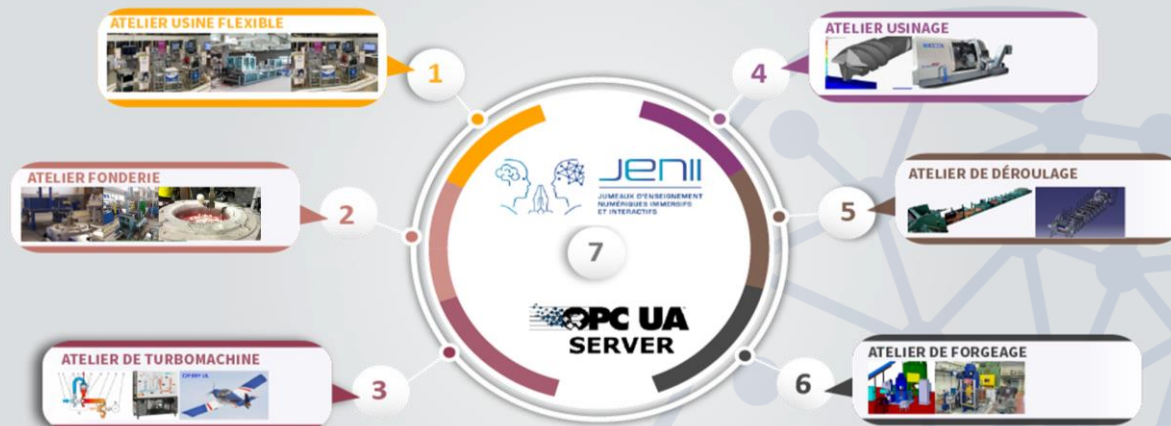 ATELIER USINE FLEXIBLE
1
ATELIER FONDERIE
2
ATELIER DE TURBOMACHINE
3
JENII
JUMEAUX D'ENSEIGNEMENT
NUMÉRIQUES IMMERSIFS
ET INTERACTIFS
7
OPC UA
SERVER
ATELIER USINAGE
4
ATELIER DE DÉROULAGE
5
ATELIER DE FORGEAGE
6